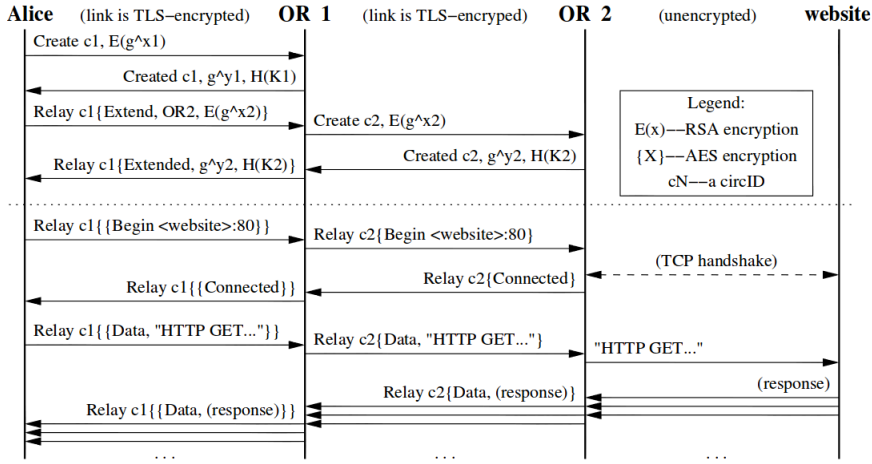 Alice (link is TLS−encrypted) OR 1 (link is TLS−encryped) OR 2 (unencrypted) website
Create c1, E(g^x1)
Created c1, g^y1, H(K1)
Relay c1{Extend, OR2, E(g^x2)}
Create c2, E(g^x2)
Created c2, g^y2, H(K2)
Relay c1{Extended, g^y2, H(K2)}
Legend:
E(x)−−RSA encryption
{X}−−AES encryption
cN−−a circID
Relay c1{{Begin <website>:80}}
Relay c2{Begin <website>:80}
(TCP handshake)
Relay c2{Connected}
Relay c1{{Connected}}
Relay c1{{Data, "HTTP GET..."}}
Relay c2{Data, "HTTP GET..."}
"HTTP GET..."
(response)
Relay c2{Data, (response)}
Relay c1{{Data, (response)}}
. . . . . . . . .